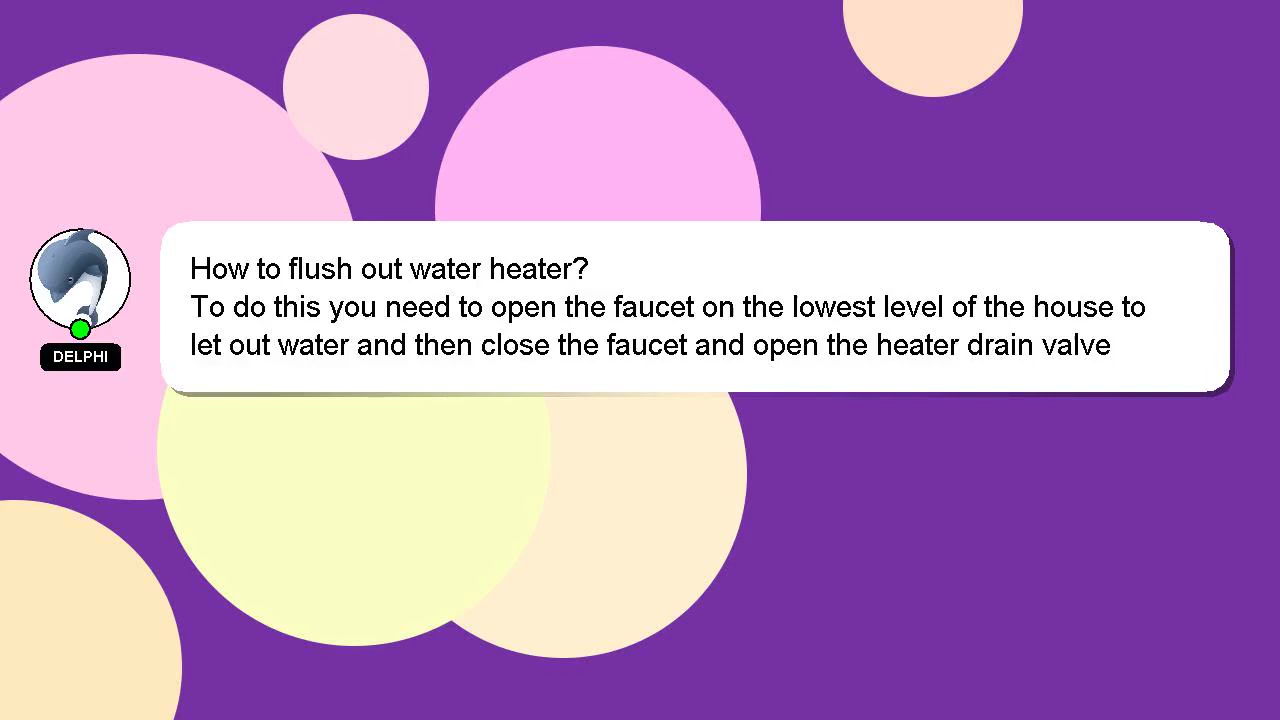 How to flush out water heater?
To do this you need to open the faucet on the lowest level of the house to
let out water and then close the faucet and open the heater drain valve
DELPHI